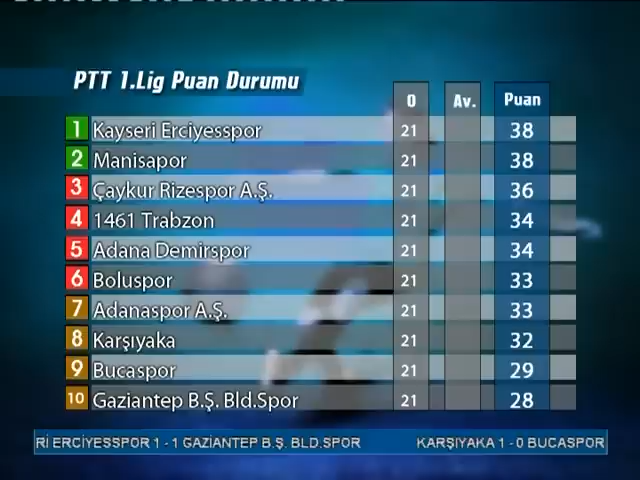 PTT 1.Lig Puan Durumu
O Av. Puan
1 Kayseri Erciyesspor 21 38
2 Manisapor 21 38
3 Çaykur Rizespor A.Ş. 21 36
4 1461 Trabzon 21 34
5 Adana Demirspor 21 34
6 Boluspor 21 33
7 Adanaspor A.Ş. 21 33
8 Karşıyaka 21 32
9 Bucaspor 21 29
10 Gaziantep B.Ş. Bld.Spor 21 28
Rİ ERCİYESSPOR 1 - 1 GAZİANTEP B.Ş. BLD.SPOR KARŞIYAKA 1 - 0 BUCASPOR